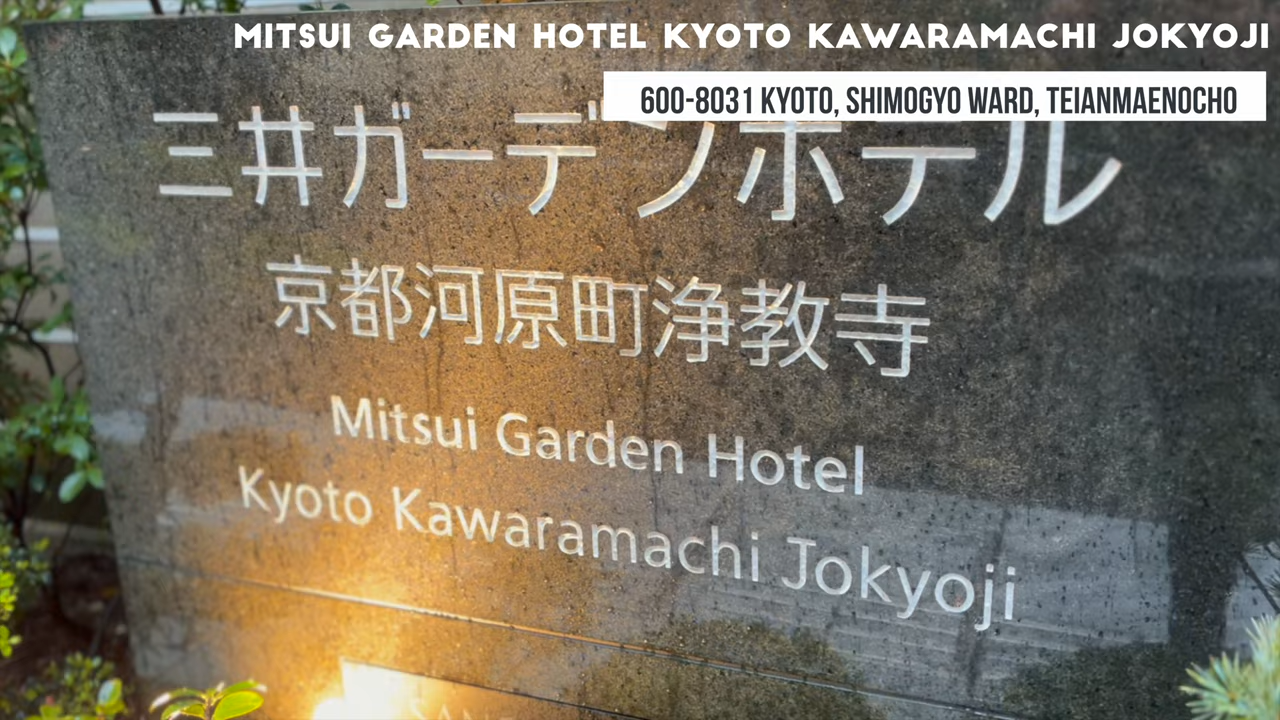 MITSUI GARDEN HOTEL KYOTO KAWARAMACHI JOKYOJI
600-8031 KYOTO, SHIMOGYO WARD, TEIANMAENOCHO
三井ガーデンホテル
京都河原町浄教寺
Mitsui Garden Hotel
Kyoto Kawaramachi Jokyoji